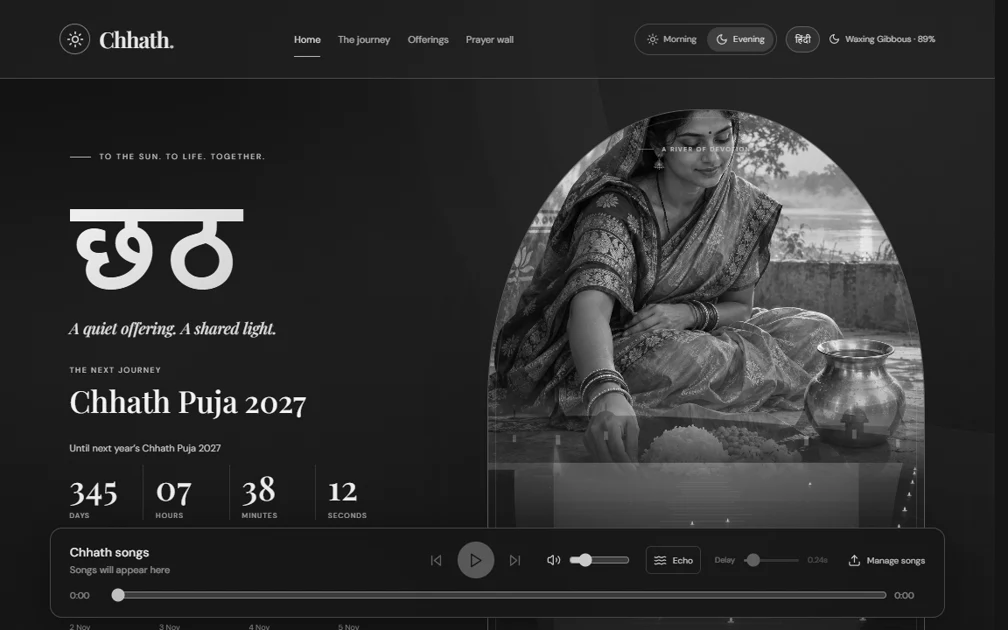 Chhath.
Home The journey Offerings Prayer wall
Morning Evening हिंदी Waxing Gibbous · 89%
TO THE SUN. TO LIFE. TOGETHER.
A RIVER OF DEVOTION
छठ
A quiet offering. A shared light.
THE NEXT JOURNEY
Chhath Puja 2027
Until next year's Chhath Puja 2027
345 07 38 12
DAYS HOURS MINUTES SECONDS
Chhath songs
Songs will appear here
Echo Delay 0.24s Manage songs
0:00 0:00
2 Nov 3 Nov 4 Nov 5 Nov